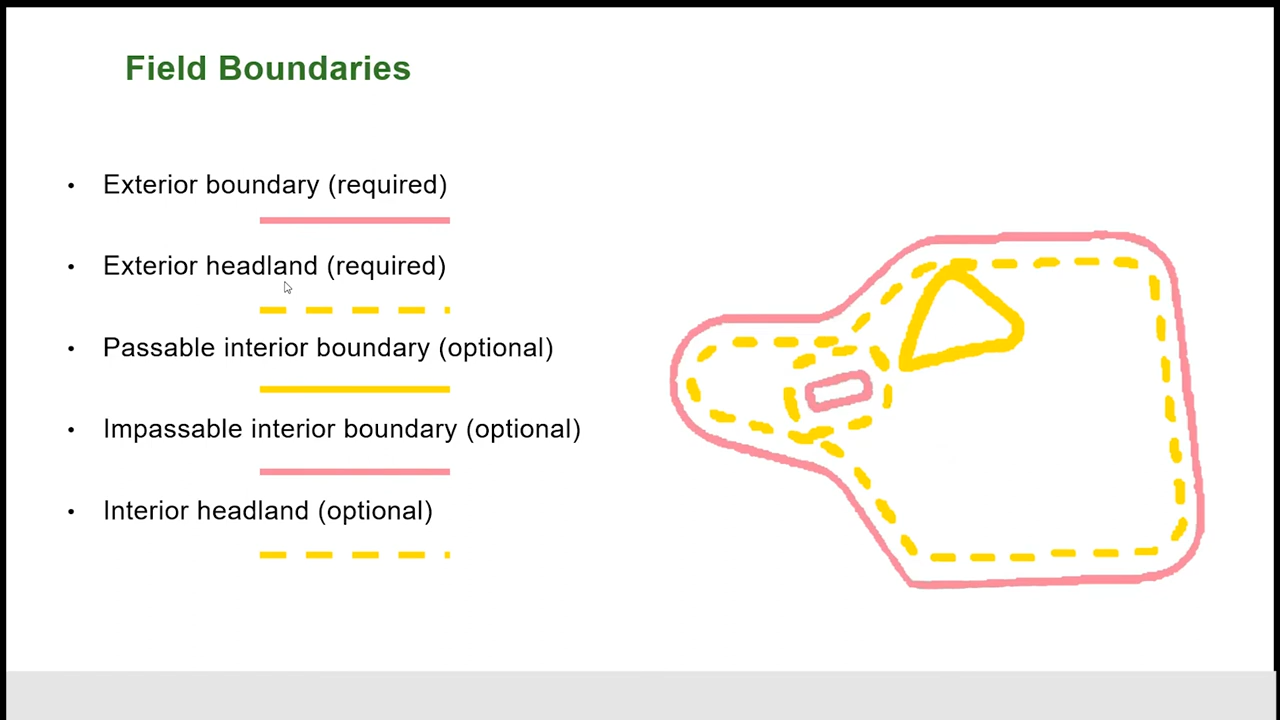 Field Boundaries
• Exterior boundary (required)
• Exterior headland (required)
• Passable interior boundary (optional)
• Impassable interior boundary (optional)
• Interior headland (optional)